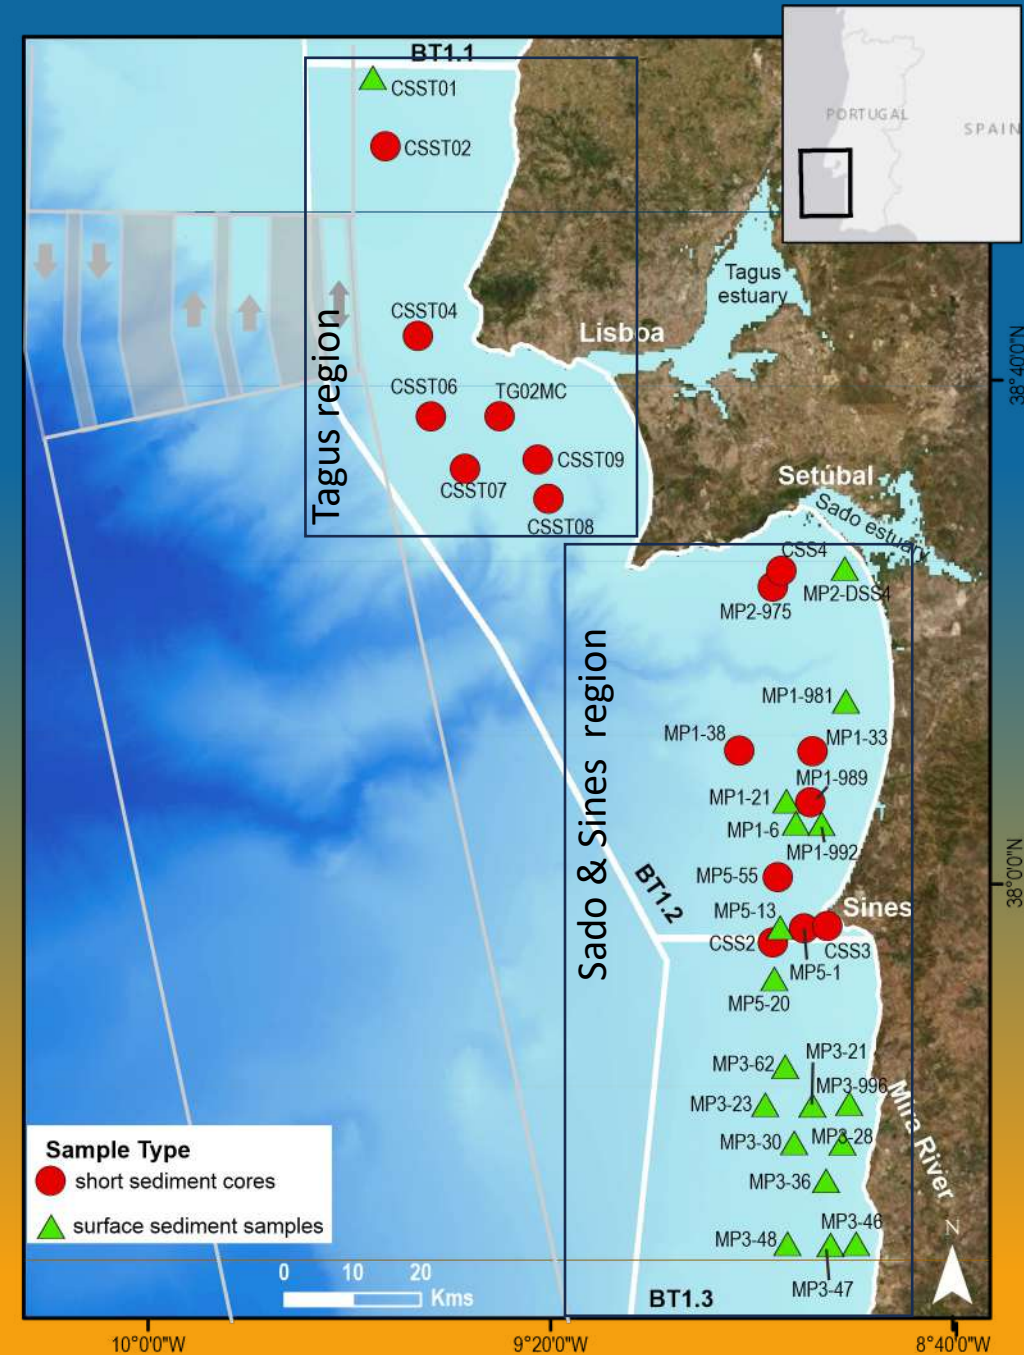 BT1.1
CSST01
CSST02
PORTUGAL
SPAIN
Tagus
estuary
CSST04
Lisboa
CSST06
TG02MC
CSST09
CSST07
CSST08
Tagus region
38°40'0"N
Setúbal
Sado estuary
CSS4
MP2-DSS4
MP2-975
MP1-981
MP1-38
MP1-33
MP1-989
MP1-21
MP1-6
MP1-992
MP5-55
38°0'0"N
Sado & Sines region
BT1.2
MP5-13
Sines
CSS2
CSS3
MP5-1
MP5-20
MP3-21
MP3-62
MP3-996
MP3-23
MP3-30
MP3-28
Mira River
MP3-36
MP3-46
MP3-48
MP3-47
BT1.3
N
Sample Type
short sediment cores
surface sediment samples
0 10 20
Kms
10°0'0"W
9°20'0"W
8°40'0"W